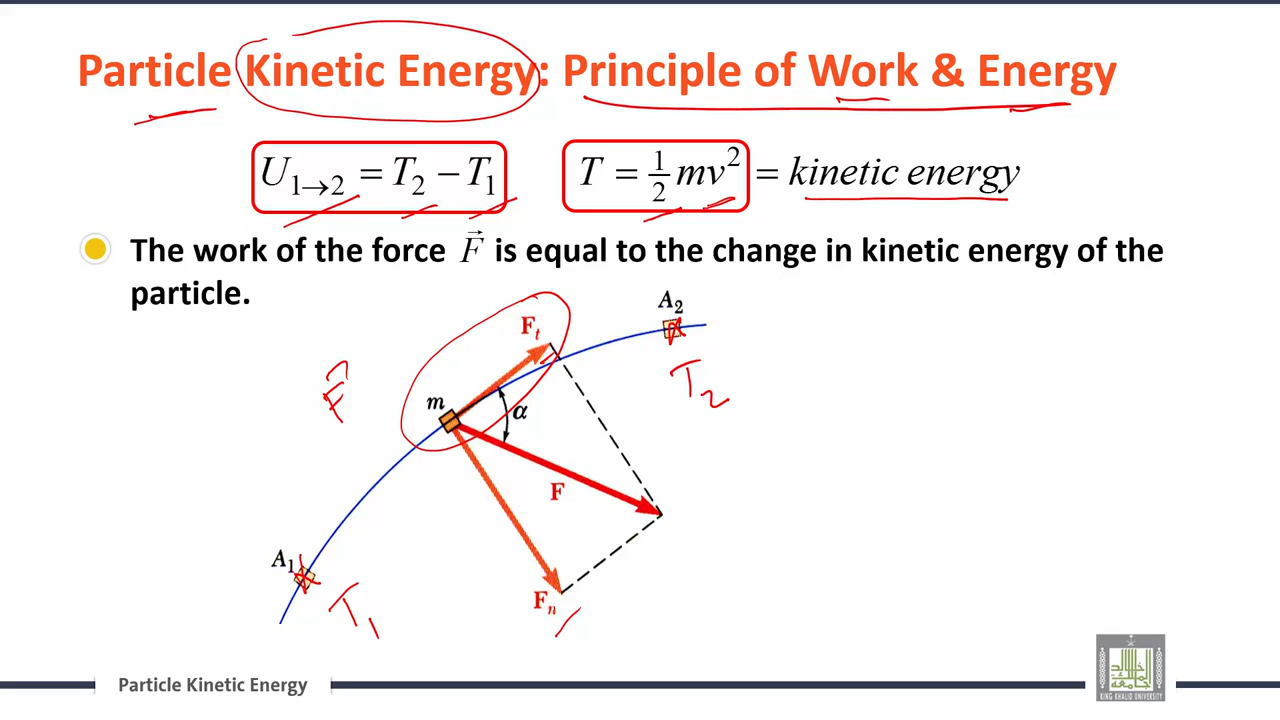 Particle Kinetic Energy: Principle of Work & Energy
U₁→₂ = T₂ − T₁
T = ½ mv² = kinetic energy
The work of the force F⃗ is equal to the change in kinetic energy of the
particle.
A₂
Fₜ
T₂
F⃗
m
α
F
A₁
T₁
Fₙ
Particle Kinetic Energy
KING KHALID UNIVERSITY